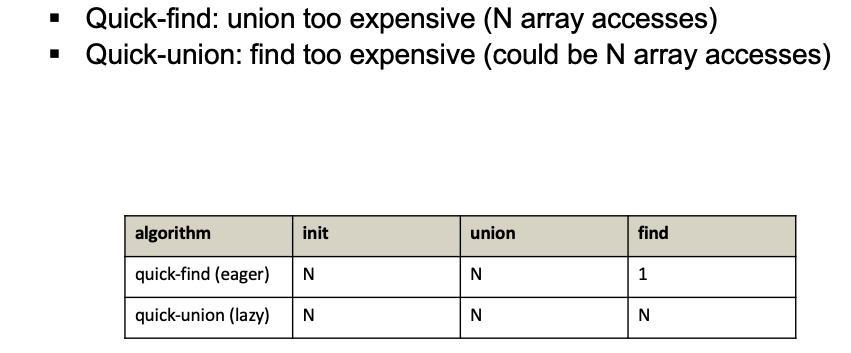 ▪ Quick-find: union too expensive (N array accesses)
▪ Quick-union: find too expensive (could be N array accesses)
algorithm init union find
quick-find (eager) N N 1
quick-union (lazy) N N N